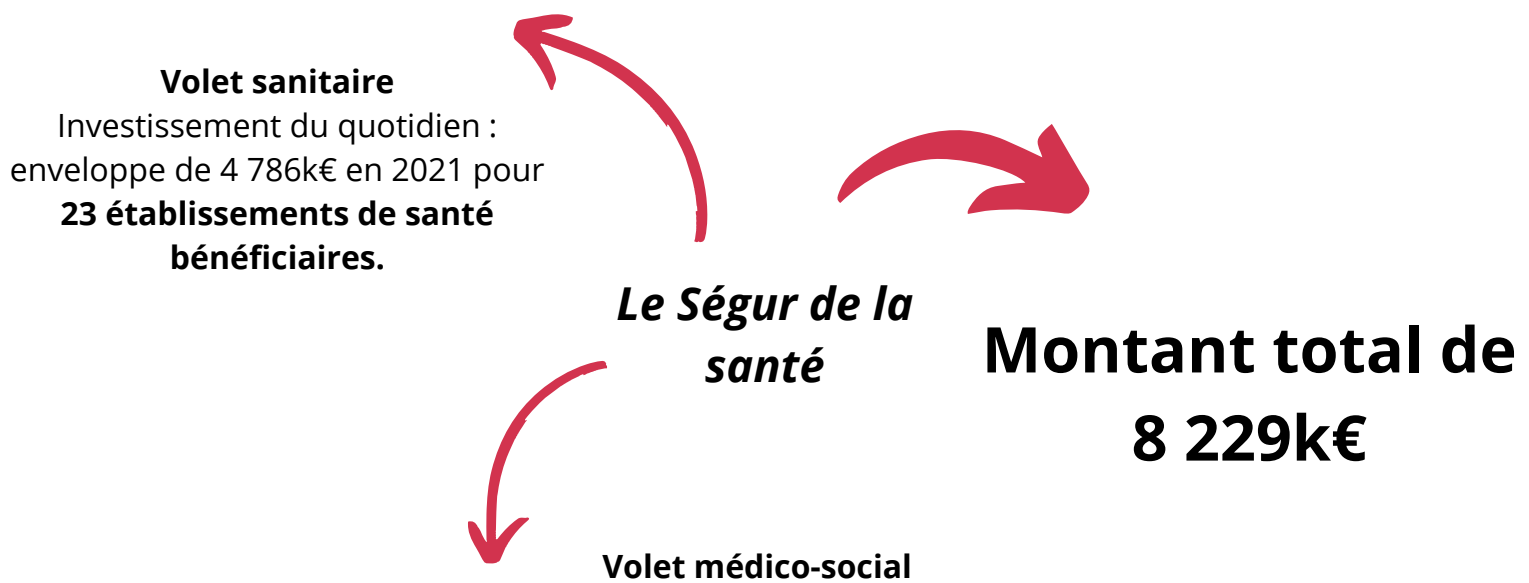 Volet sanitaire
Investissement du quotidien :
enveloppe de 4 786k€ en 2021 pour
23 établissements de santé
bénéficiaires.
Le Ségur de la
santé
Montant total de
8 229k€
Volet médico-social